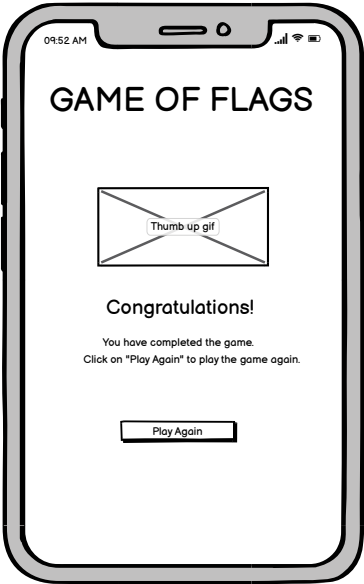 09:52 AM
GAME OF FLAGS
Thumb up gif
Congratulations!
You have completed the game.
Click on "Play Again" to play the game again.
Play Again